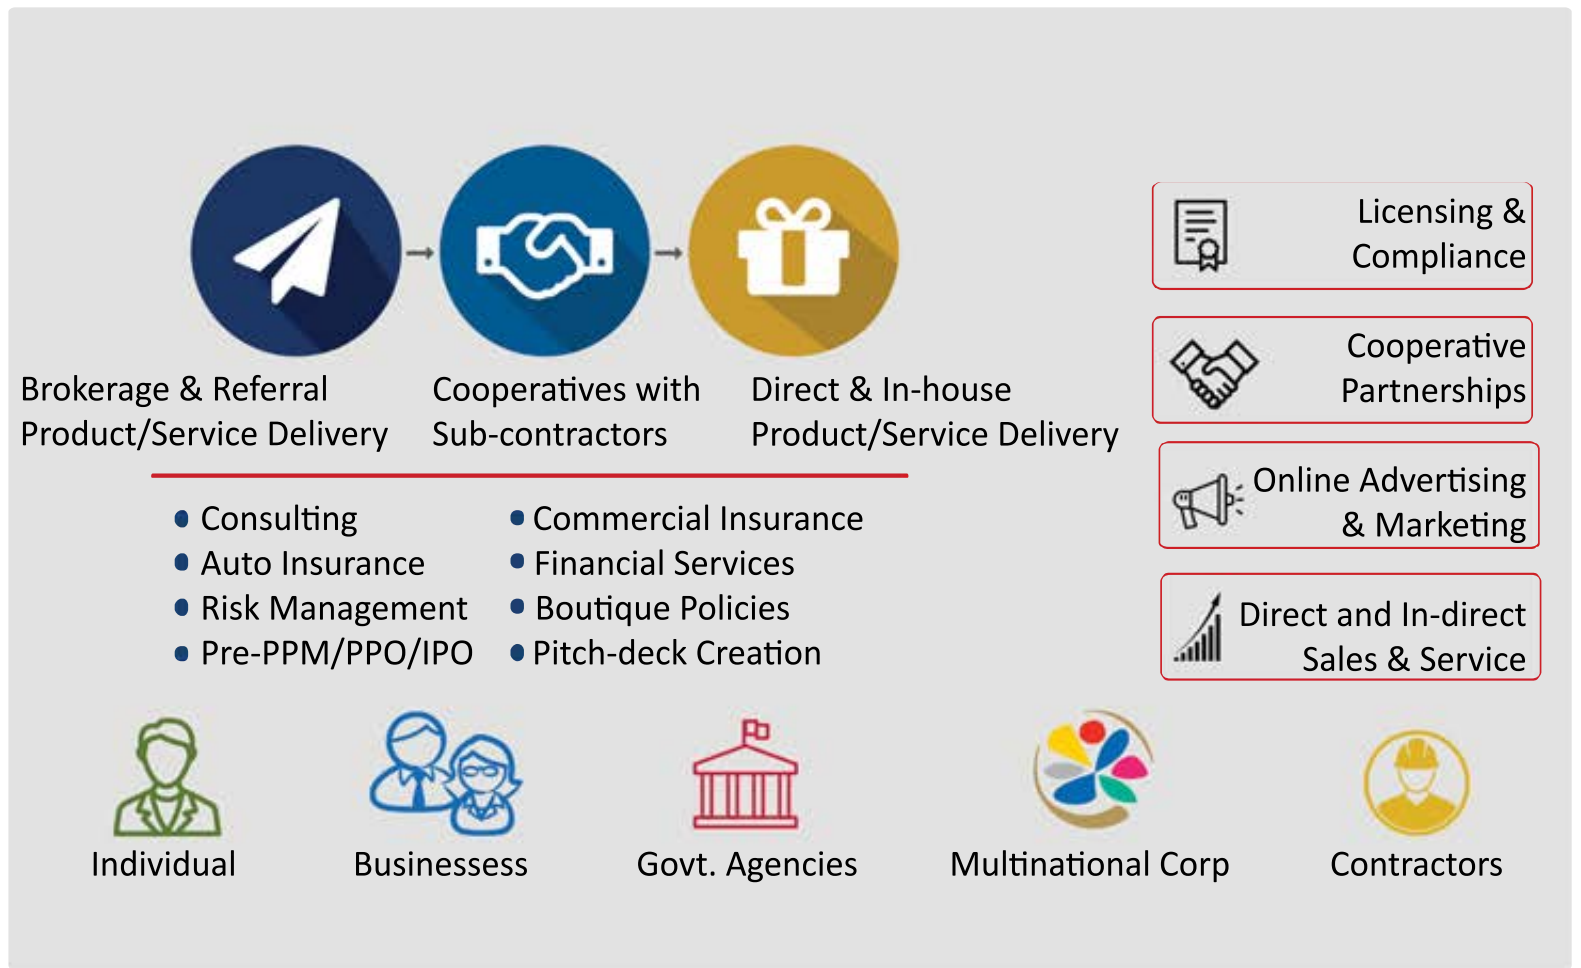 Brokerage & Referral
Product/Service Delivery
Cooperatives with
Sub-contractors
Direct & In-house
Product/Service Delivery
• Consulting
• Auto Insurance
• Risk Management
• Pre-PPM/PPO/IPO
• Commercial Insurance
• Financial Services
• Boutique Policies
• Pitch-deck Creation
Licensing &
Compliance
Cooperative
Partnerships
Online Advertising
& Marketing
Direct and In-direct
Sales & Service
Individual
Businessess
Govt. Agencies
Multinational Corp
Contractors